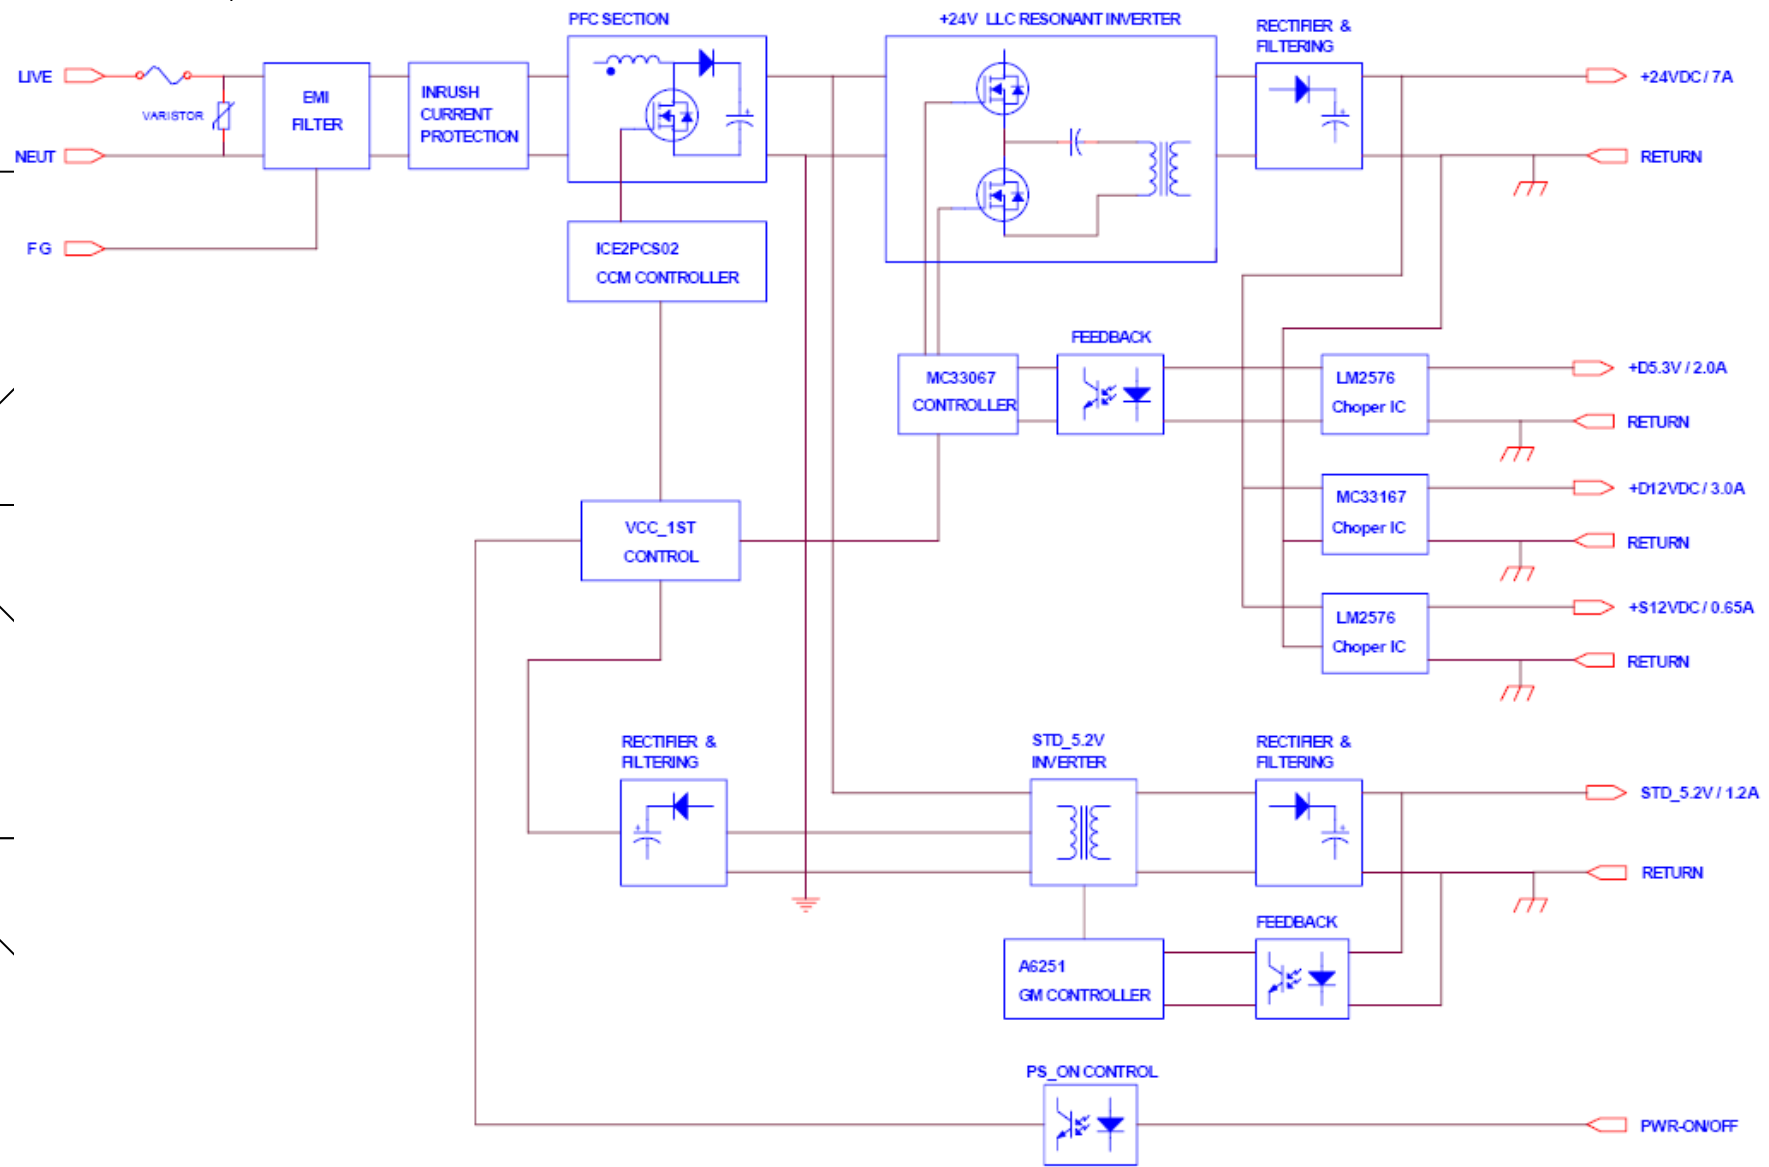 PFC SECTION
+24V LLC RESONANT INVERTER
RECTIFIER &
FILTERING
LIVE
VARISTOR
NEUT
FG
EMI
FILTER
INRUSH
CURRENT
PROTECTION
+24VDC / 7A
RETURN
ICE2PCS02
CCM CONTROLLER
FEEDBACK
MC33067
CONTROLLER
LM2576
Choper IC
+D5.3V / 2.0A
RETURN
MC33167
Choper IC
+D12VDC / 3.0A
RETURN
VCC_1ST
CONTROL
LM2576
Choper IC
+S12VDC / 0.65A
RETURN
RECTIFIER &
FILTERING
STD_5.2V
INVERTER
RECTIFIER &
FILTERING
STD_5.2V / 1.2A
RETURN
FEEDBACK
A6251
GM CONTROLLER
PS_ON CONTROL
PWR-ON/OFF